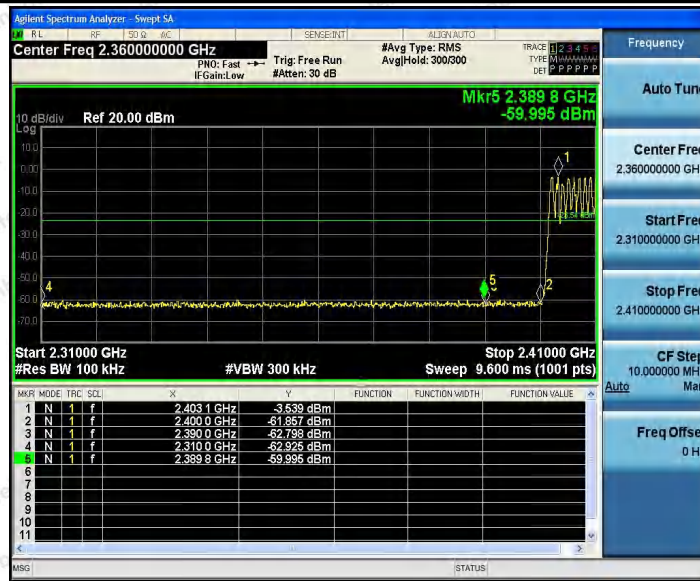 Agilent Spectrum Analyzer - Swept SA
RL RF 50 Ω AC SENSE:INT ALIGN AUTO
Center Freq 2.360000000 GHz
PNO: Fast
IFGain:Low
Trig: Free Run
#Atten: 30 dB
#Avg Type: RMS
Avg|Hold: 300/300
TRACE 1 2 3 4 5 6
TYPE M
DET P P P P P P
Frequency
Mkr5 2.389 8 GHz
-59.995 dBm
10 dB/div Ref 20.00 dBm
Log
10.0
0.00
-10.0
-20.0
-30.0
-40.0
-50.0
-60.0
-70.0
1
2
4
5
Start 2.31000 GHz Stop 2.41000 GHz
#Res BW 100 kHz #VBW 300 kHz Sweep 9.600 ms (1001 pts)
MKR MODE TRC SCL X Y FUNCTION FUNCTION WIDTH FUNCTION VALUE
1 N 1 f 2.403 1 GHz -3.539 dBm
2 N 1 f 2.400 0 GHz -61.857 dBm
3 N 1 f 2.390 0 GHz -62.798 dBm
4 N 1 f 2.310 0 GHz -62.925 dBm
5 N 1 f 2.389 8 GHz -59.995 dBm
6
7
8
9
10
11
MSG STATUS
Auto Tun
Center Fre
2.360000000 GH
Start Fre
2.310000000 GH
Stop Fre
2.410000000 GH
CF Step
10.000000 MH
Auto Ma
Freq Offse
0 H